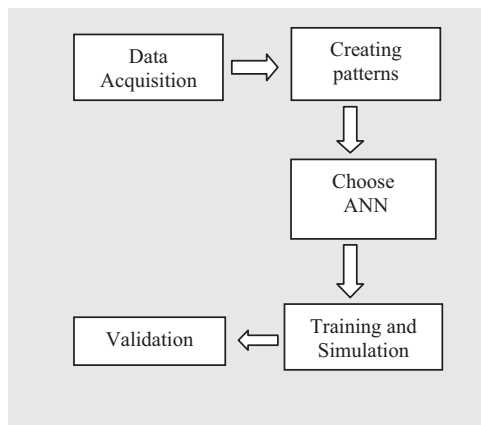 Data
Acquisition
Creating
patterns
Choose
ANN
Training and
Simulation
Validation